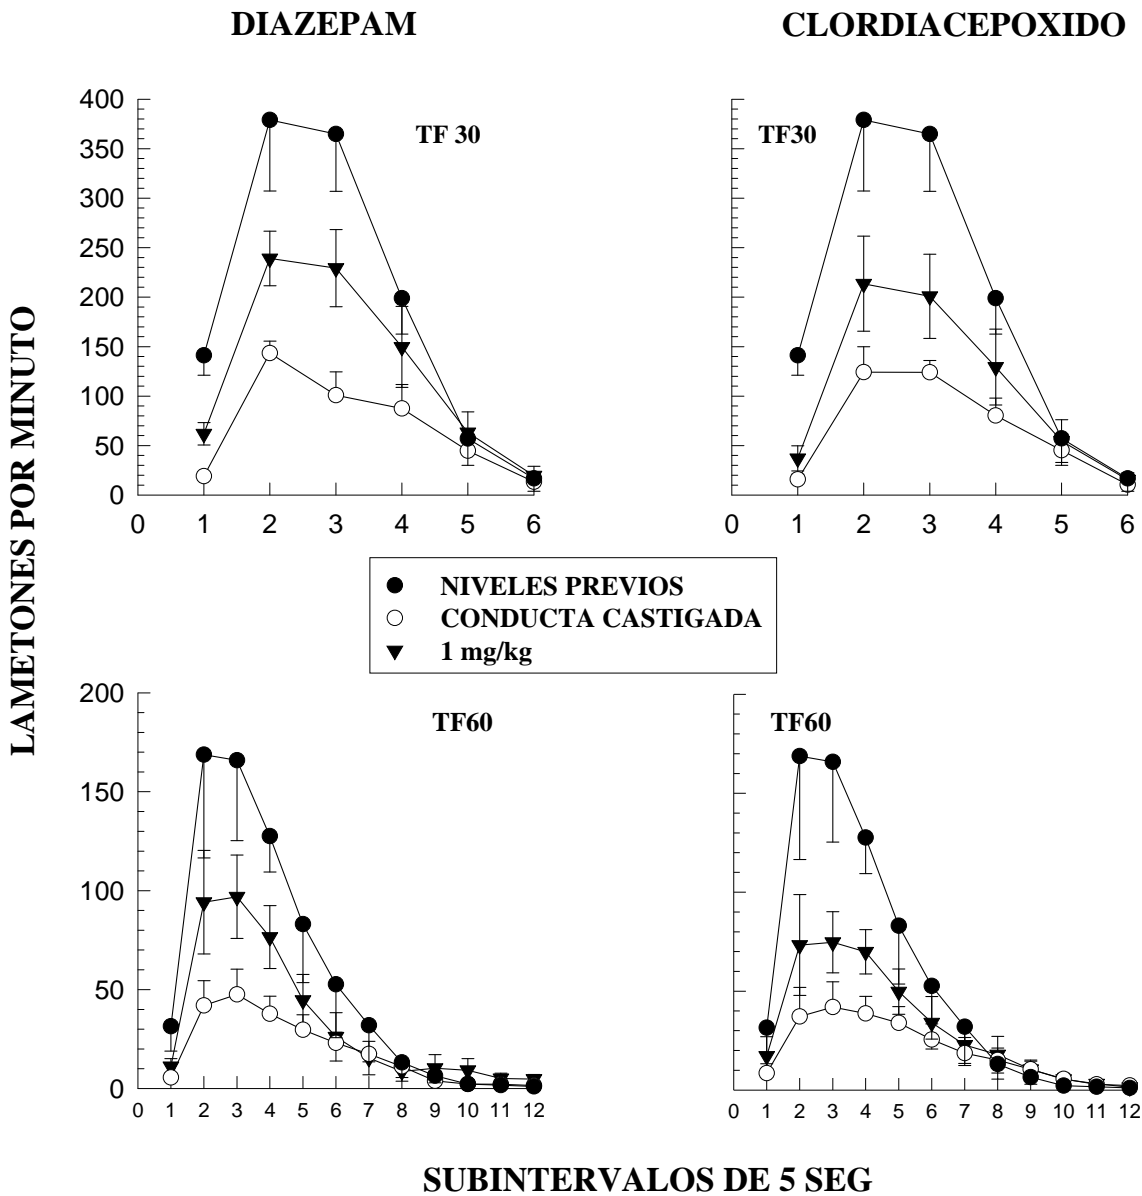 DIAZEPAM CLORDIACEPOXIDO
400
350
300
250
200
150
100
50
0
TF 30
0 1 2 3 4 5 6
TF30
0 1 2 3 4 5 6
LAMETONES POR MINUTO
NIVELES PREVIOS
CONDUCTA CASTIGADA
1 mg/kg
200
150
100
50
0
TF60
0 1 2 3 4 5 6 7 8 9 10 11 12
TF60
0 1 2 3 4 5 6 7 8 9 10 11 12
SUBINTERVALOS DE 5 SEG